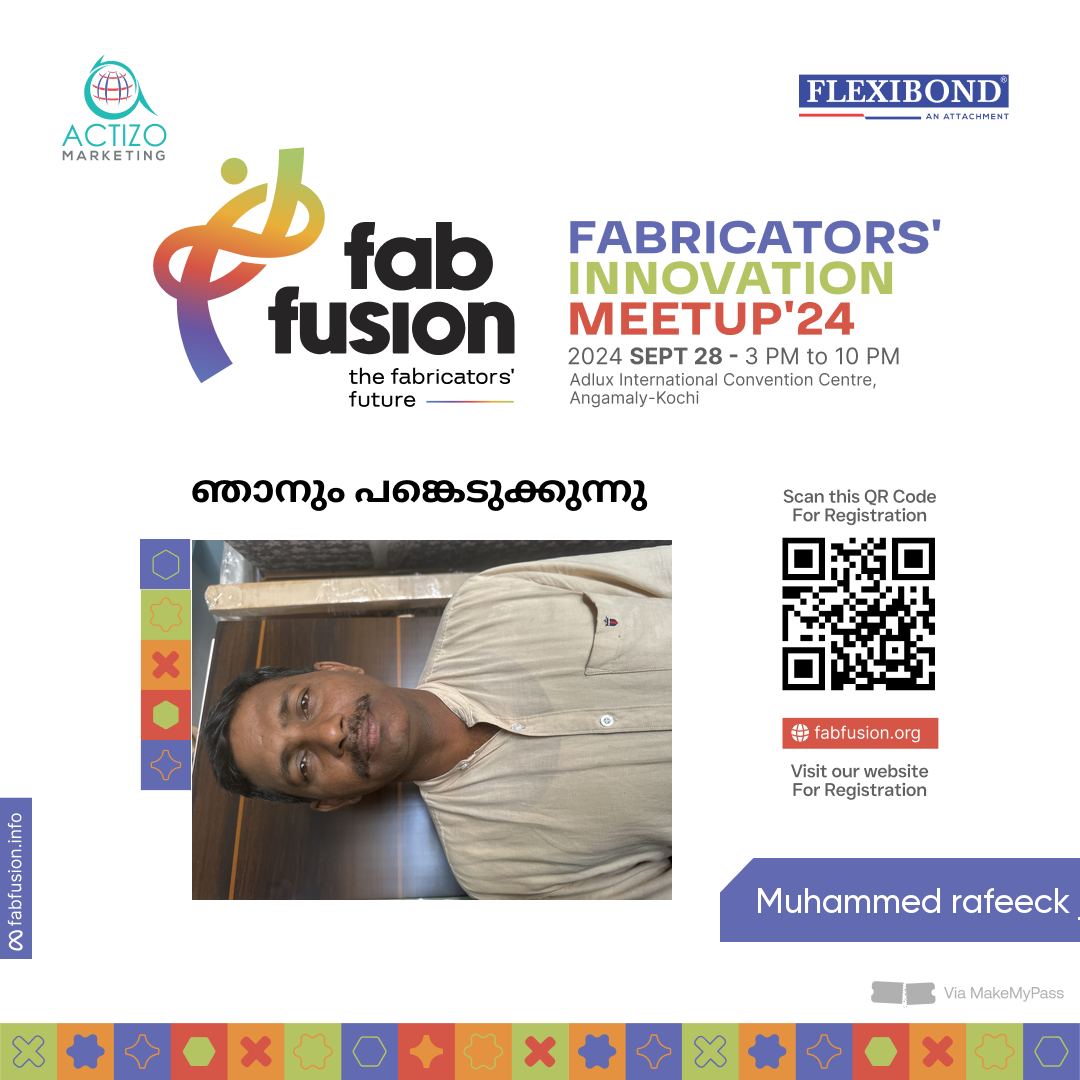 ACTIZO
MARKETING
FLEXIBOND®
AN ATTACHMENT
fab
fusion
the fabricators'
future
FABRICATORS'
INNOVATION
MEETUP'24
2024 SEPT 28 - 3 PM to 10 PM
Adlux International Convention Centre,
Angamaly-Kochi
ഞാനും പങ്കെടുക്കുന്നു
Scan this QR Code
For Registration
fabfusion.org
Visit our website
For Registration
fabfusion.info
Muhammed rafeeck
Via MakeMyPass